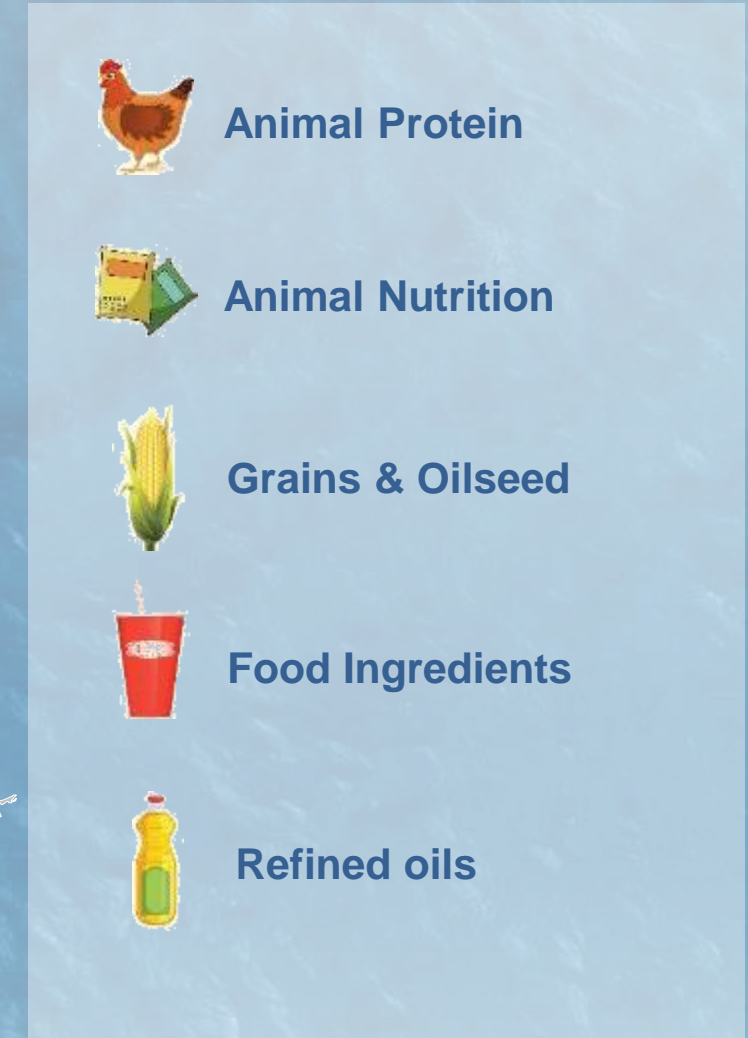 Animal Protein
Animal Nutrition
Grains & Oilseed
Food Ingredients
Refined oils